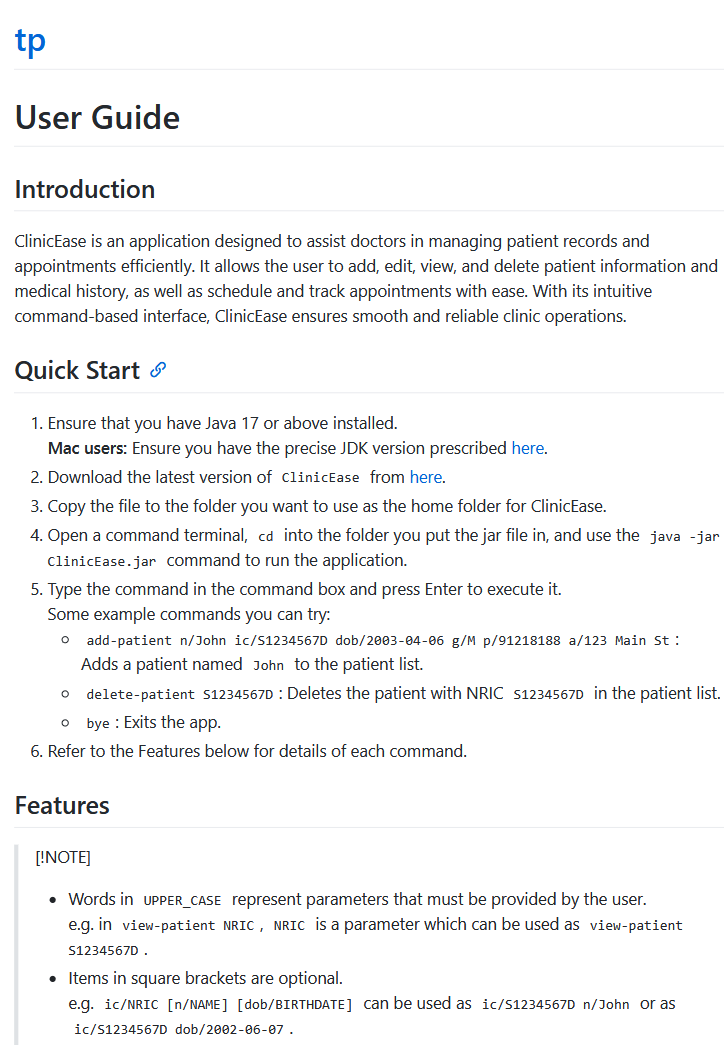 tp
User Guide
Introduction
ClinicEase is an application designed to assist doctors in managing patient records and
appointments efficiently. It allows the user to add, edit, view, and delete patient information and
medical history, as well as schedule and track appointments with ease. With its intuitive
command-based interface, ClinicEase ensures smooth and reliable clinic operations.
Quick Start
1. Ensure that you have Java 17 or above installed.
Mac users: Ensure you have the precise JDK version prescribed here.
2. Download the latest version of ClinicEase from here.
3. Copy the file to the folder you want to use as the home folder for ClinicEase.
4. Open a command terminal, cd into the folder you put the jar file in, and use the java -jar
ClinicEase.jar command to run the application.
5. Type the command in the command box and press Enter to execute it.
Some example commands you can try:
○ add-patient n/John ic/S1234567D dob/2003-04-06 g/M p/91218188 a/123 Main St :
Adds a patient named John to the patient list.
○ delete-patient S1234567D : Deletes the patient with NRIC S1234567D in the patient list.
○ bye : Exits the app.
6. Refer to the Features below for details of each command.
Features
[!NOTE]
• Words in UPPER_CASE represent parameters that must be provided by the user.
e.g. in view-patient NRIC , NRIC is a parameter which can be used as view-patient
S1234567D .
• Items in square brackets are optional.
e.g. ic/NRIC [n/NAME] [dob/BIRTHDATE] can be used as ic/S1234567D n/John or as
ic/S1234567D dob/2002-06-07 .